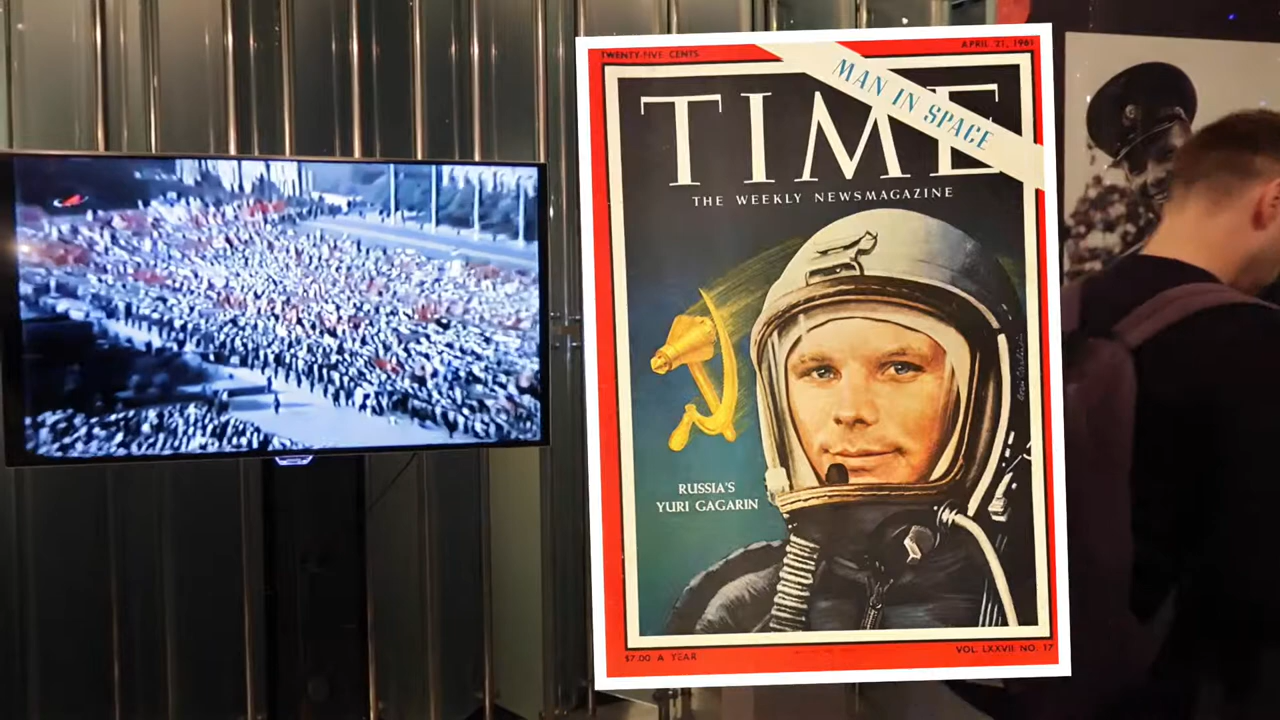 TWENTY-FIVE CENTS
APRIL 21, 1961
MAN IN SPACE
TIME
THE WEEKLY NEWSMAGAZINE
RUSSIA'S
YURI GAGARIN
$7.00 A YEAR
VOL. LXXVII NO. 17